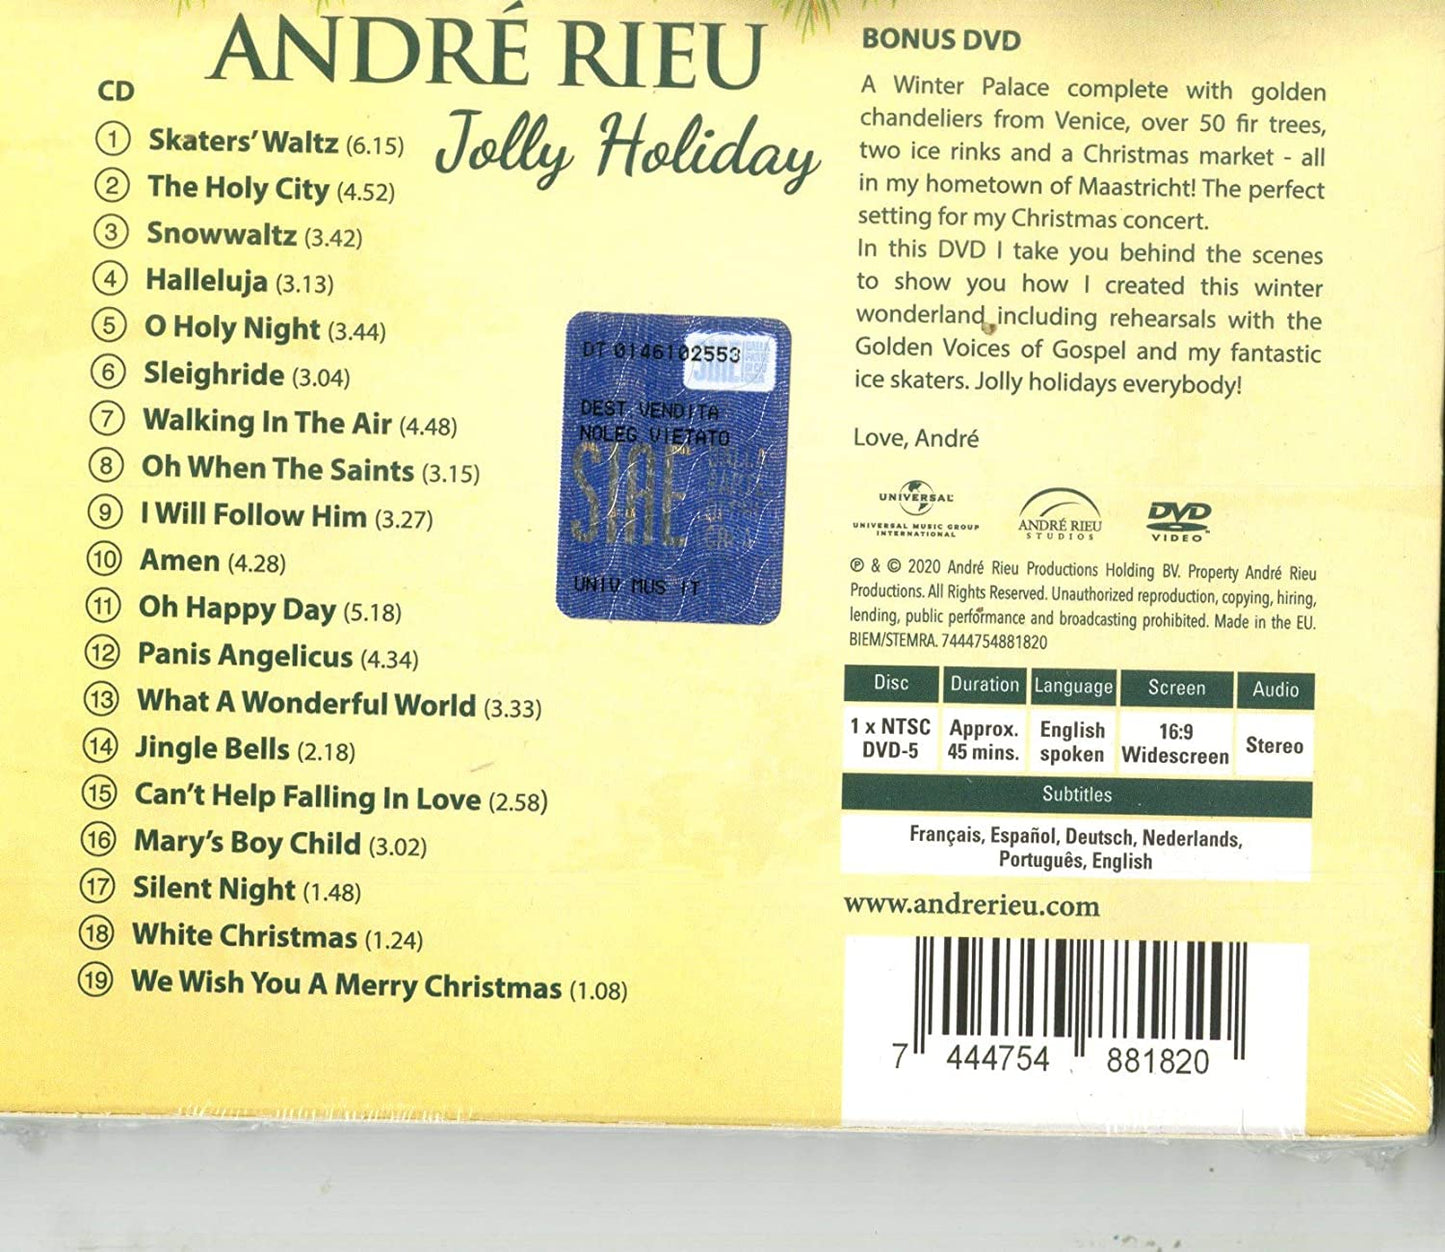 ANDRÉ RIEU
Jolly Holiday
CD
1 Skaters' Waltz (6.15)
2 The Holy City (4.52)
3 Snowwaltz (3.42)
4 Halleluja (3.13)
5 O Holy Night (3.44)
6 Sleighride (3.04)
7 Walking In The Air (4.48)
8 Oh When The Saints (3.15)
9 I Will Follow Him (3.27)
10 Amen (4.28)
11 Oh Happy Day (5.18)
12 Panis Angelicus (4.34)
13 What A Wonderful World (3.33)
14 Jingle Bells (2.18)
15 Can't Help Falling In Love (2.58)
16 Mary's Boy Child (3.02)
17 Silent Night (1.48)
18 White Christmas (1.24)
19 We Wish You A Merry Christmas (1.08)
DT 0146102553
DEST VENDITA
NOLEG VIETATO
SIAE
UNIV MUS IT
BONUS DVD
A Winter Palace complete with golden
chandeliers from Venice, over 50 fir trees,
two ice rinks and a Christmas market - all
in my hometown of Maastricht! The perfect
setting for my Christmas concert.
In this DVD I take you behind the scenes
to show you how I created this winter
wonderland including rehearsals with the
Golden Voices of Gospel and my fantastic
ice skaters. Jolly holidays everybody!
Love, André
UNIVERSAL
UNIVERSAL MUSIC GROUP
INTERNATIONAL
ANDRÉ RIEU
STUDIOS
DVD
VIDEO
℗ & © 2020 André Rieu Productions Holding BV. Property André Rieu
Productions. All Rights Reserved. Unauthorized reproduction, copying, hiring,
lending, public performance and broadcasting prohibited. Made in the EU.
BIEM/STEMRA. 7444754881820
Disc Duration Language Screen Audio
1 x NTSC Approx. English 16:9 Stereo
DVD-5 45 mins. spoken Widescreen
Subtitles
Français, Español, Deutsch, Nederlands,
Português, English
www.andrerieu.com
7 444754 881820